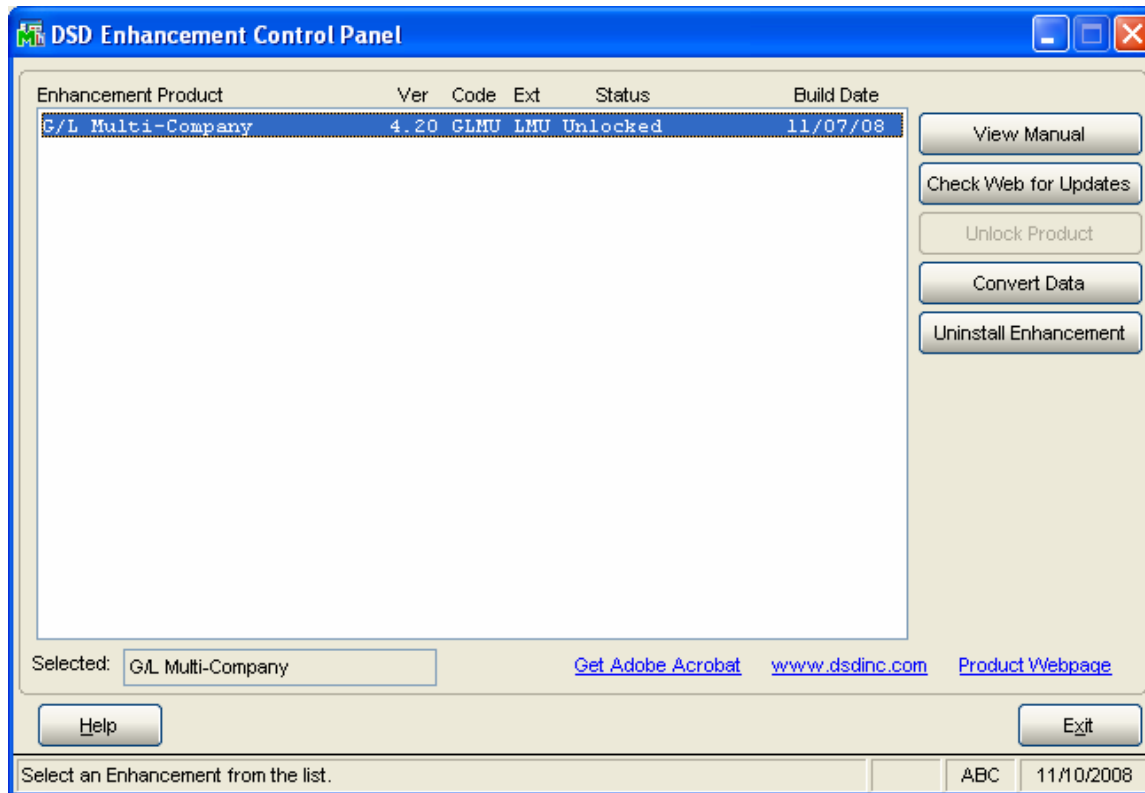 DSD Enhancement Control Panel
Enhancement Product Ver Code Ext Status Build Date
G/L Multi-Company 4.20 GLMU LMU Unlocked 11/07/08
View Manual
Check Web for Updates
Unlock Product
Convert Data
Uninstall Enhancement
Selected: G/L Multi-Company Get Adobe Acrobat www.dsdinc.com Product Webpage
Help Exit
Select an Enhancement from the list. ABC 11/10/2008